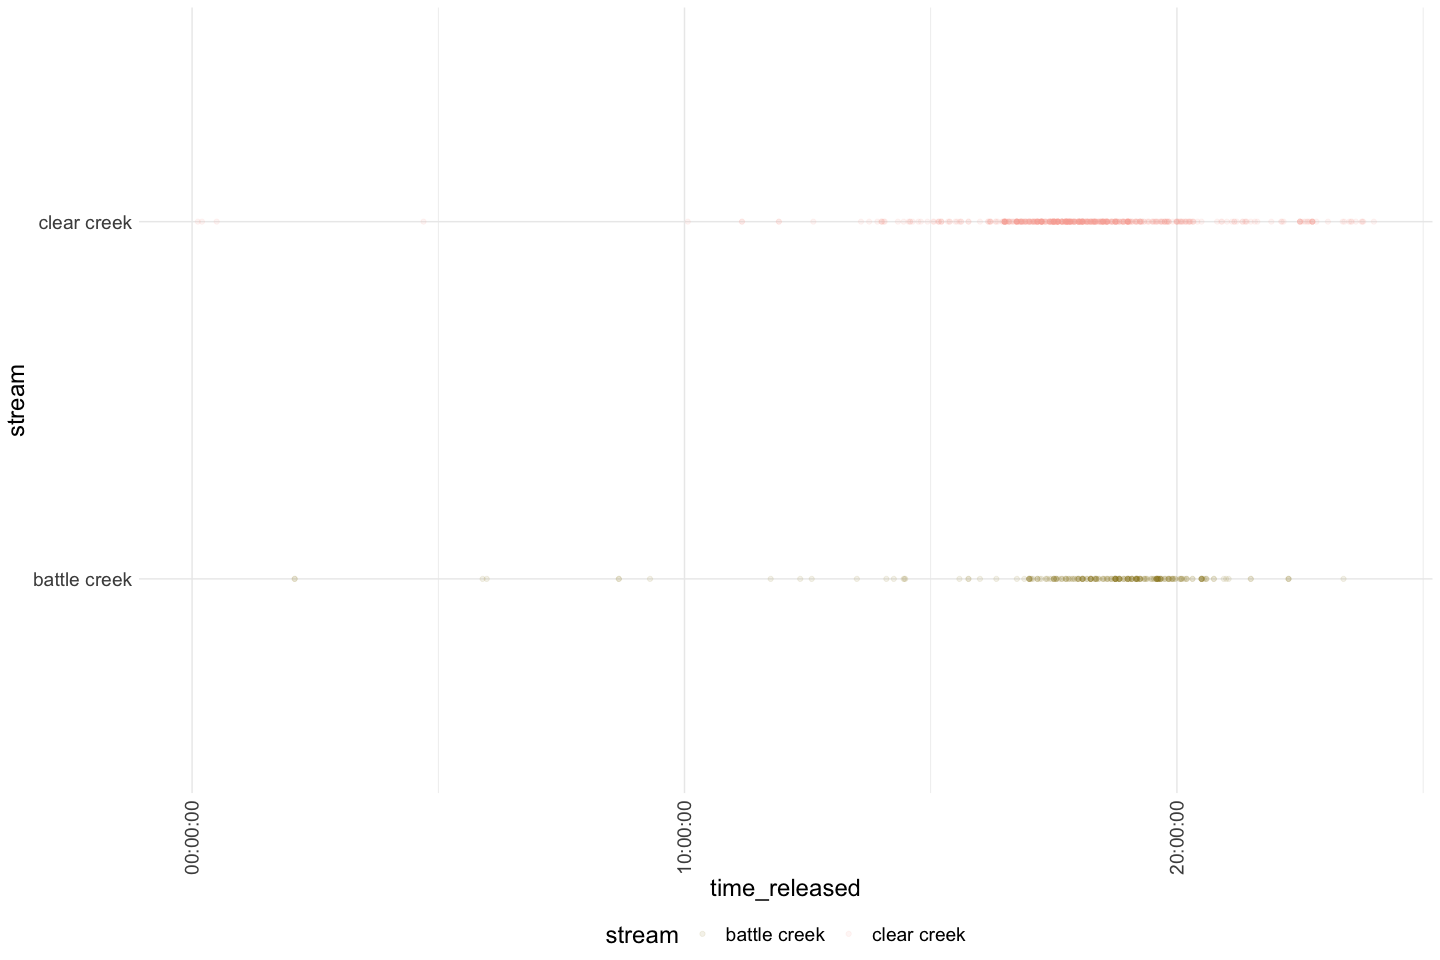 clear creek
stream
battle creek
00:00:00
10:00:00
20:00:00
time_released
stream battle creek clear creek